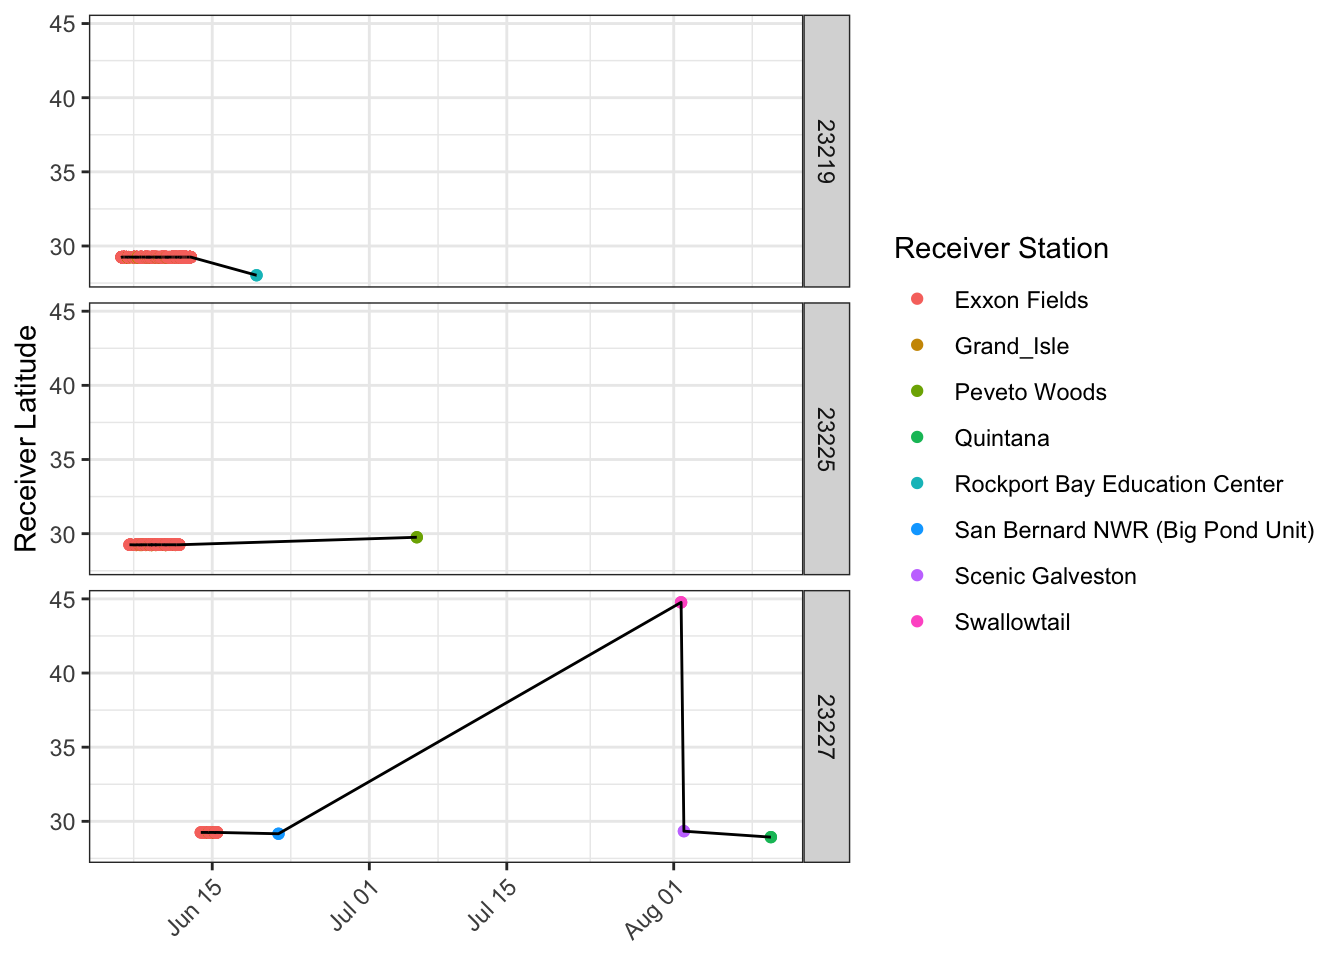 45
40
35
30
23219
45
40
35
30
23225
45
40
35
30
23227
Receiver Latitude
Jun 15
Jul 01
Jul 15
Aug 01
Receiver Station
Exxon Fields
Grand_Isle
Peveto Woods
Quintana
Rockport Bay Education Center
San Bernard NWR (Big Pond Unit)
Scenic Galveston
Swallowtail